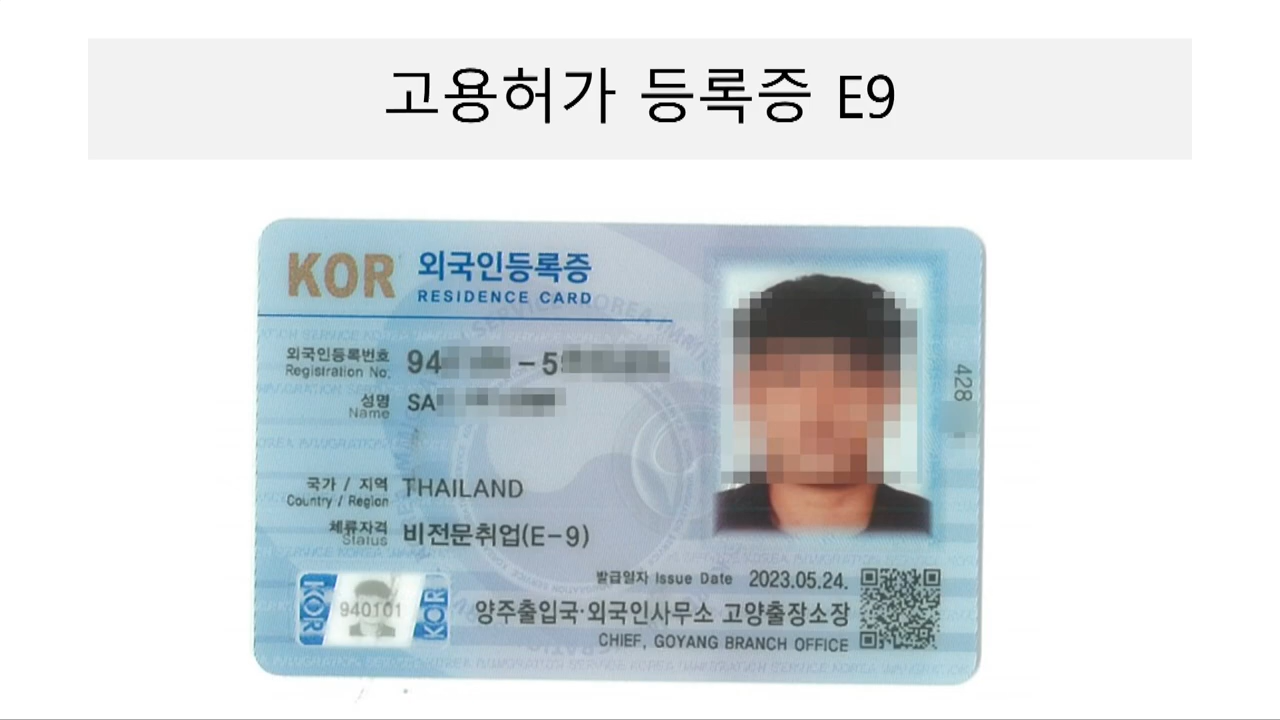 고용허가 등록증 E9
KOR 외국인등록증
RESIDENCE CARD
외국인등록번호 94 - 5
Registration No.
성명 SA
Name
국가 / 지역 THAILAND
Country / Region
체류자격 비전문취업(E-9)
Status
428
발급일자 Issue Date 2023.05.24.
KOR 940101 KOR
양주출입국·외국인사무소 고양출장소장
CHIEF, GOYANG BRANCH OFFICE